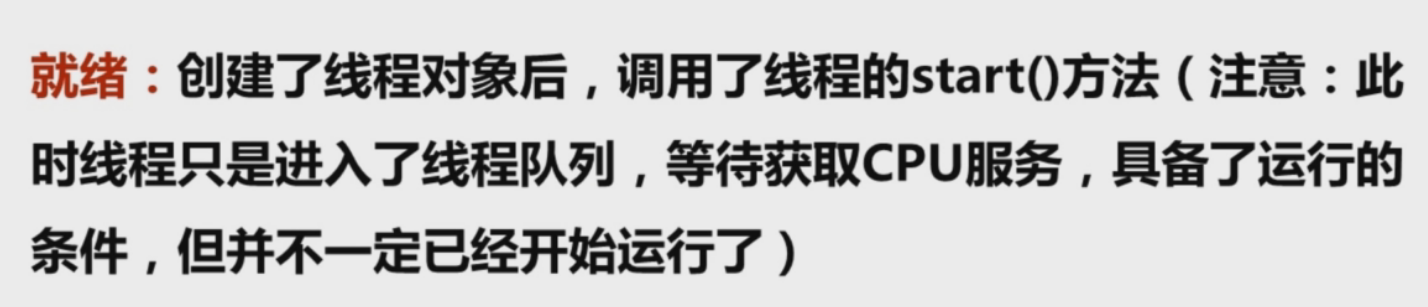 就绪：创建了线程对象后，调用了线程的start()方法（注意：此
时线程只是进入了线程队列，等待获取CPU服务，具备了运行的
条件，但并不一定已经开始运行了）